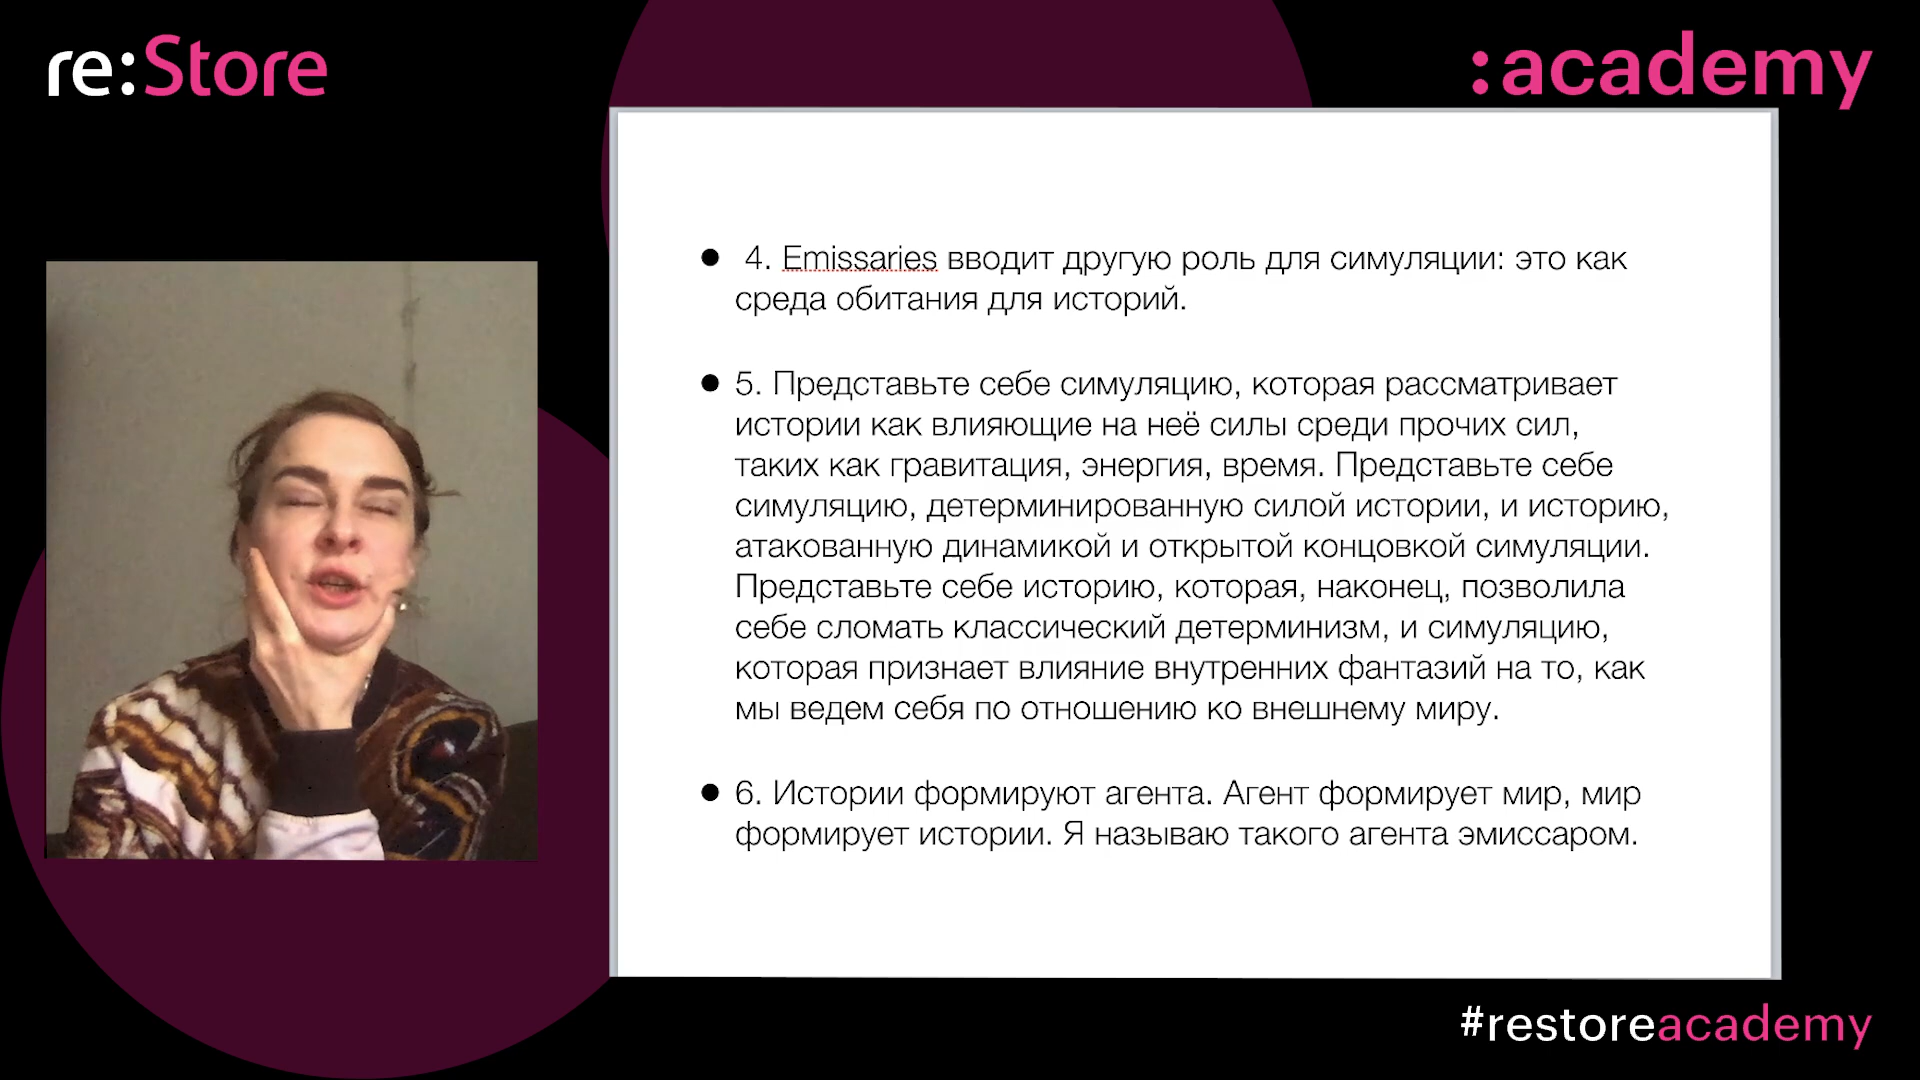 re:Store
:academy
● 4. Emissaries вводит другую роль для симуляции: это как
среда обитания для историй.
● 5. Представьте себе симуляцию, которая рассматривает
истории как влияющие на неё силы среди прочих сил,
таких как гравитация, энергия, время. Представьте себе
симуляцию, детерминированную силой истории, и историю,
атакованную динамикой и открытой концовкой симуляции.
Представьте себе историю, которая, наконец, позволила
себе сломать классический детерминизм, и симуляцию,
которая признает влияние внутренних фантазий на то, как
мы ведем себя по отношению ко внешнему миру.
● 6. Истории формируют агента. Агент формирует мир, мир
формирует истории. Я называю такого агента эмиссаром.
#restoreacademy